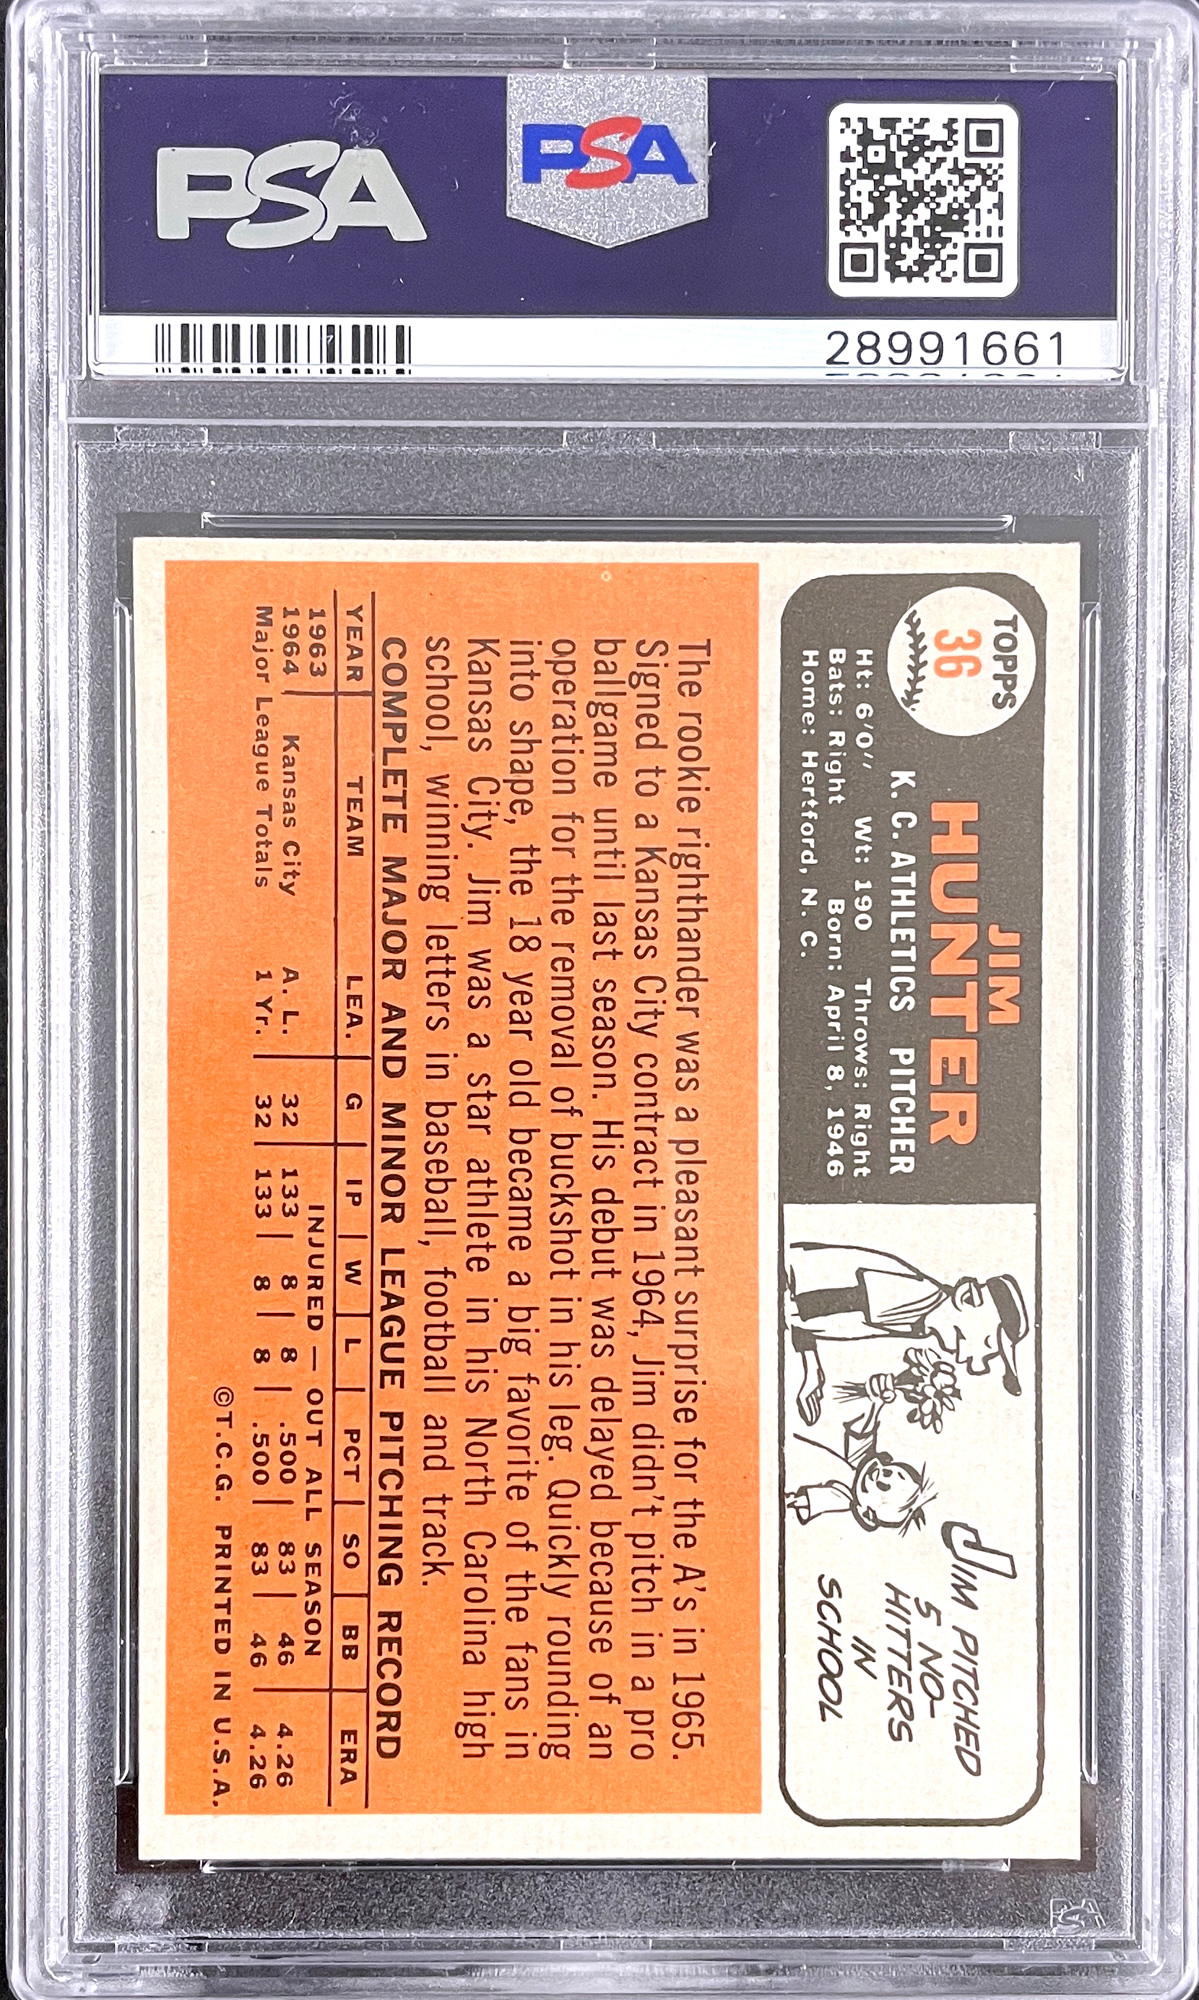 PSA
PSA
28991661
TOPPS
36
JIM
HUNTER
K. C. ATHLETICS PITCHER
Ht: 6'0" Wt: 190 Throws: Right
Bats: Right Born: April 8, 1946
Home: Hertford, N. C.
JIM PITCHED
5 NO-
HITTERS
IN
SCHOOL
The rookie righthander was a pleasant surprise for the A's in 1965.
Signed to a Kansas City contract in 1964, Jim didn't pitch in a pro
ballgame until last season. His debut was delayed because of an
operation for the removal of buckshot in his leg. Quickly rounding
into shape, the 18 year old became a big favorite of the fans in
Kansas City. Jim was a star athlete in his North Carolina high
school, winning letters in baseball, football and track.
COMPLETE MAJOR AND MINOR LEAGUE PITCHING RECORD
YEAR TEAM LEA. G IP W L PCT SO BB ERA
1963 INJURED — OUT ALL SEASON
1964 Kansas City A. L. 32 133 8 8 .500 83 46 4.26
Major League Totals 1 Yr. 32 133 8 8 .500 83 46 4.26
©T.C.G. PRINTED IN U.S.A.
PSA